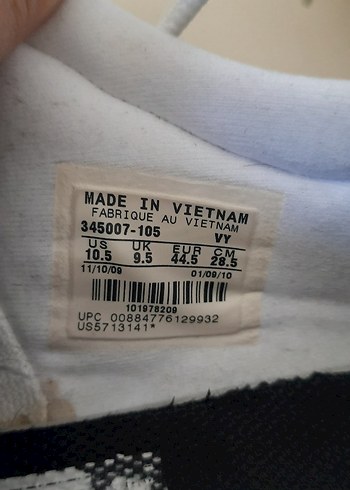 MADE IN VIETNAM
FABRIQUE AU VIETNAM
345007-105 VY
US UK EUR CM
10.5 9.5 44.5 28.5
11/10/09 01/09/10
101978209
UPC 00884776129932
US5713141*